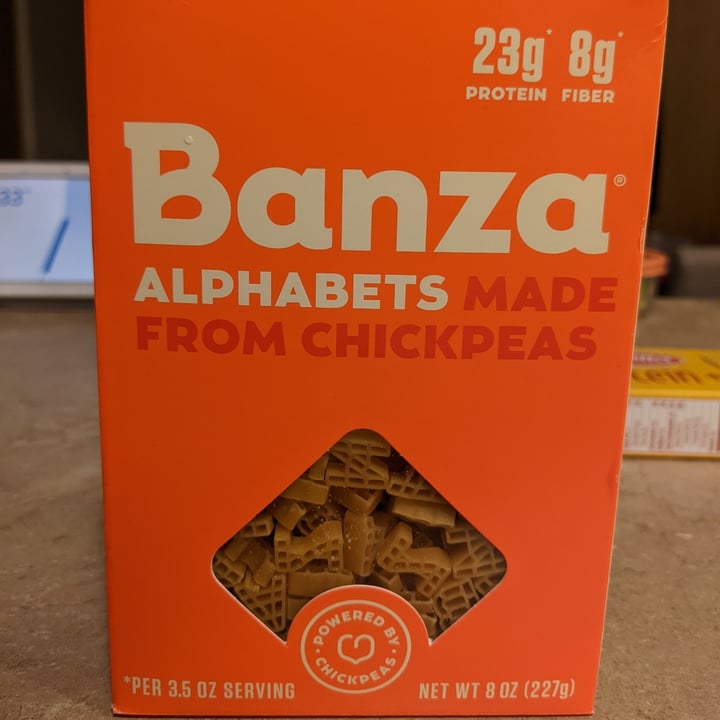 23g* 8g*
PROTEIN FIBER
Banza®
ALPHABETS MADE
FROM CHICKPEAS
POWERED BY
CHICKPEAS
*PER 3.5 OZ SERVING
NET WT 8 OZ (227g)
33